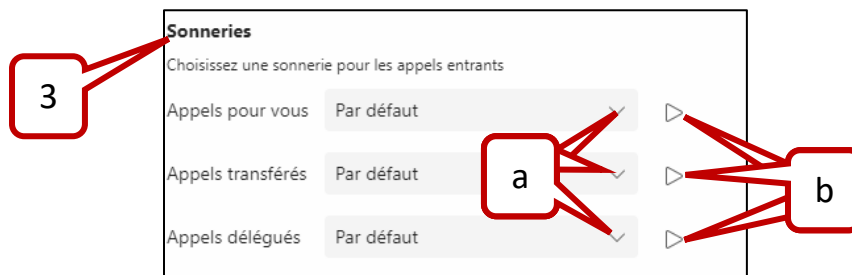 Sonneries
3
Choisissez une sonnerie pour les appels entrants
Appels pour vous Par défaut
Appels transférés Par défaut
a
b
Appels délégués Par défaut